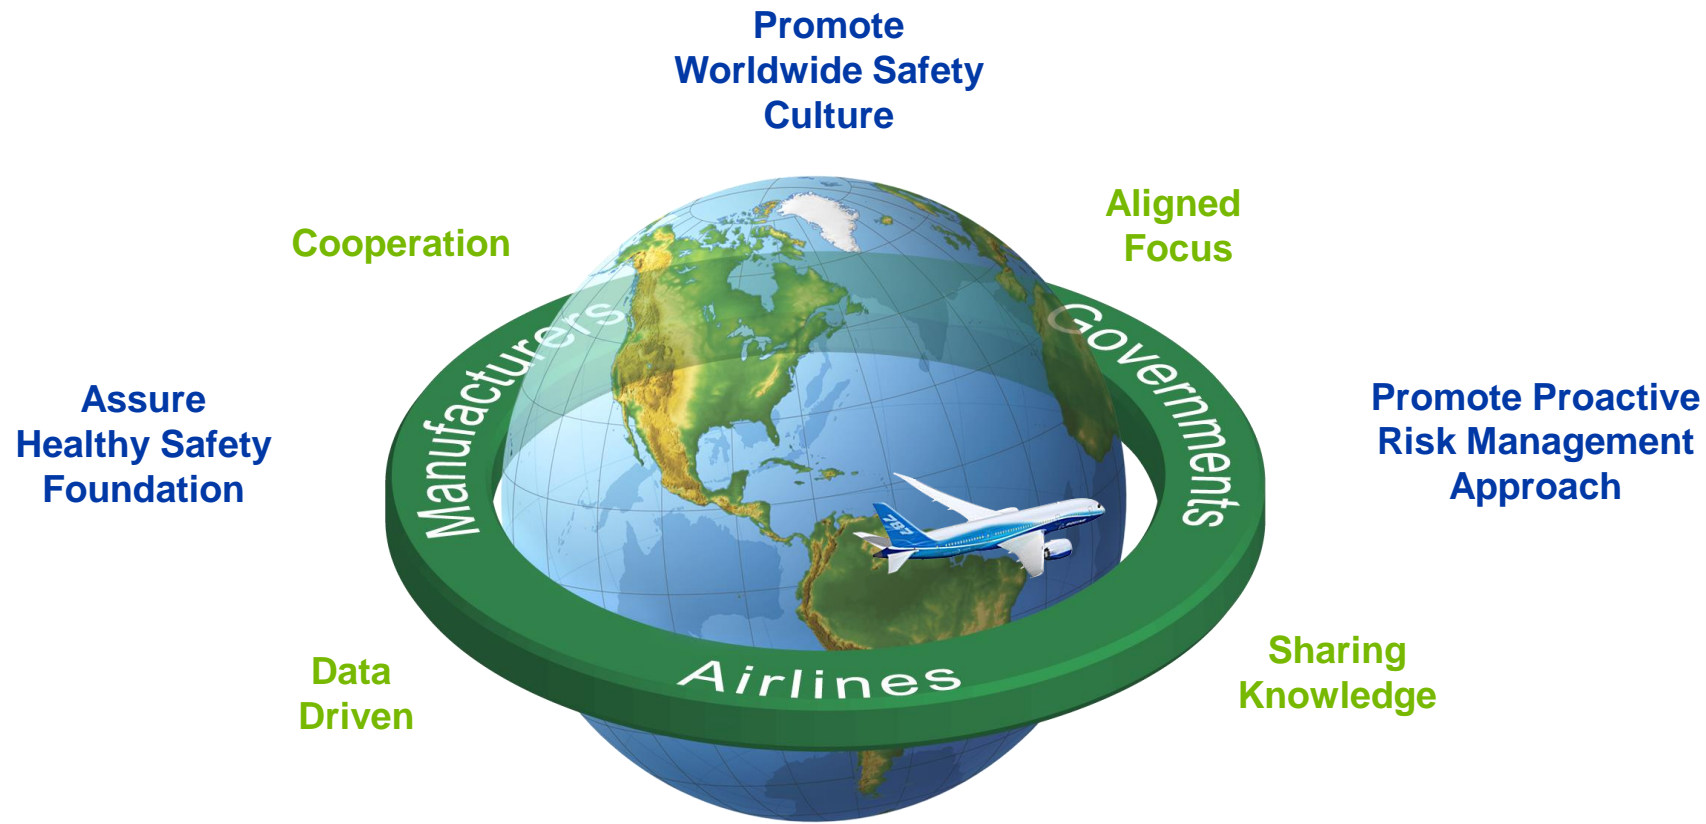 Promote
Worldwide Safety
Culture
Cooperation
Aligned
Focus
Manufacturers
Governments
Assure
Healthy Safety
Foundation
Promote Proactive
Risk Management
Approach
787
Airlines
Data
Driven
Sharing
Knowledge